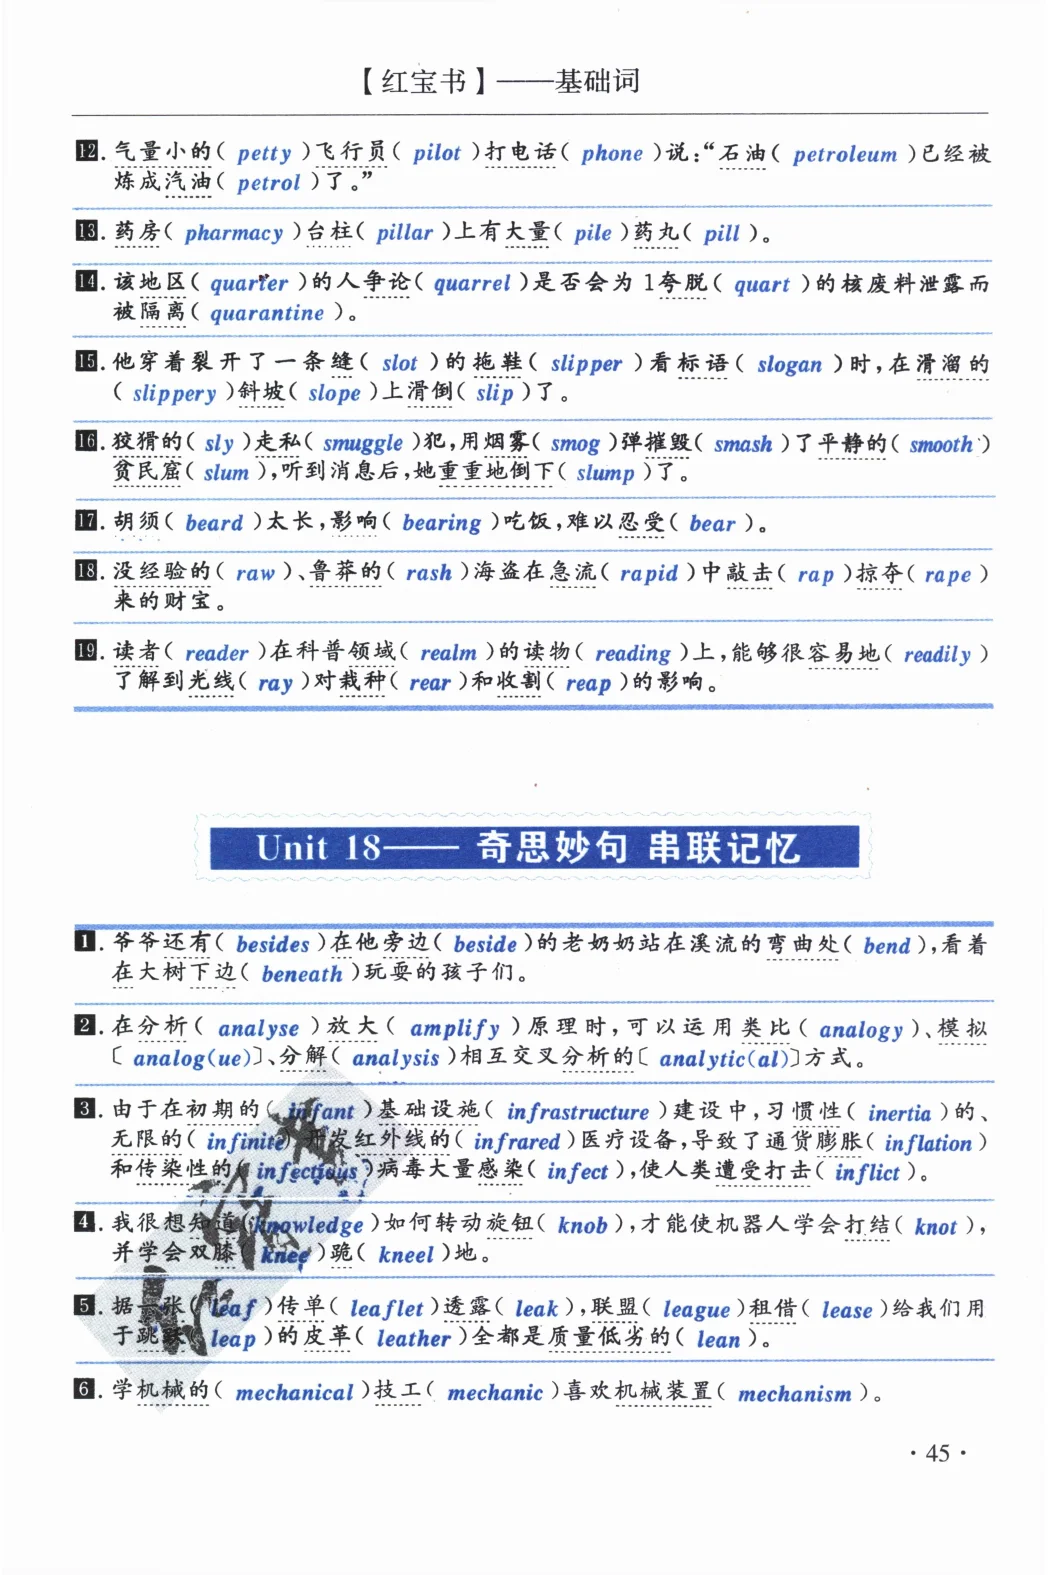 【红宝书】——基础词
12. 气量小的( petty )飞行员( pilot )打电话( phone )说:“石油( petroleum )已经被
炼成汽油( petrol )了。”
13. 药房( pharmacy )台柱( pillar )上有大量( pile )药丸( pill )。
14. 该地区( quarter )的人争论( quarrel )是否会为 1夸脱( quart )的核废料泄露而
被隔离( quarantine )。
15. 他穿着裂开了一条缝( slot )的拖鞋( slipper )看标语( slogan )时,在滑溜的
( slippery )斜坡( slope )上滑倒( slip )了。
16. 狡猾的( sly )走私( smuggle )犯,用烟雾( smog )弹摧毁( smash )了平静的( smooth )
贫民窟( slum ),听到消息后,她重重地倒下( slump )了。
17. 胡须( beard )太长,影响( bearing )吃饭,难以忍受( bear )。
18. 没经验的( raw )、鲁莽的( rash )海盗在急流( rapid )中敲击( rap )掠夺( rape )
来的财宝。
19. 读者( reader )在科普领域( realm )的读物( reading )上,能够很容易地( readily )
了解到光线( ray )对栽种( rear )和收割( reap )的影响。
Unit 18—— 奇思妙句 串联记忆
1. 爷爷还有( besides )在他旁边( beside )的老奶奶站在溪流的弯曲处( bend ),看着
在大树下边( beneath )玩耍的孩子们。
2. 在分析( analyse )放大( amplify )原理时,可以运用类比( analogy )、模拟
〔 analog(ue)〕、分解( analysis )相互交叉分析的〔 analytic(al)〕方式。
3. 由于在初期的( infant )基础设施( infrastructure )建设中,习惯性( inertia )的、
无限的( infinite )开发红外线的( infrared )医疗设备,导致了通货膨胀( inflation )
和传染性的( infectious )病毒大量感染( infect ),使人类遭受打击( inflict )。
4. 我很想知道( knowledge )如何转动旋钮( knob ),才能使机器人学会打结( knot ),
并学会双膝( knee )跪( kneel )地。
5. 据一张( leaf )传单( leaflet )透露( leak ),联盟( league )租借( lease )给我们用
于跳跃( leap )的皮革( leather )全都是质量低劣的( lean )。
6. 学机械的( mechanical )技工( mechanic )喜欢机械装置( mechanism )。
· 45 ·